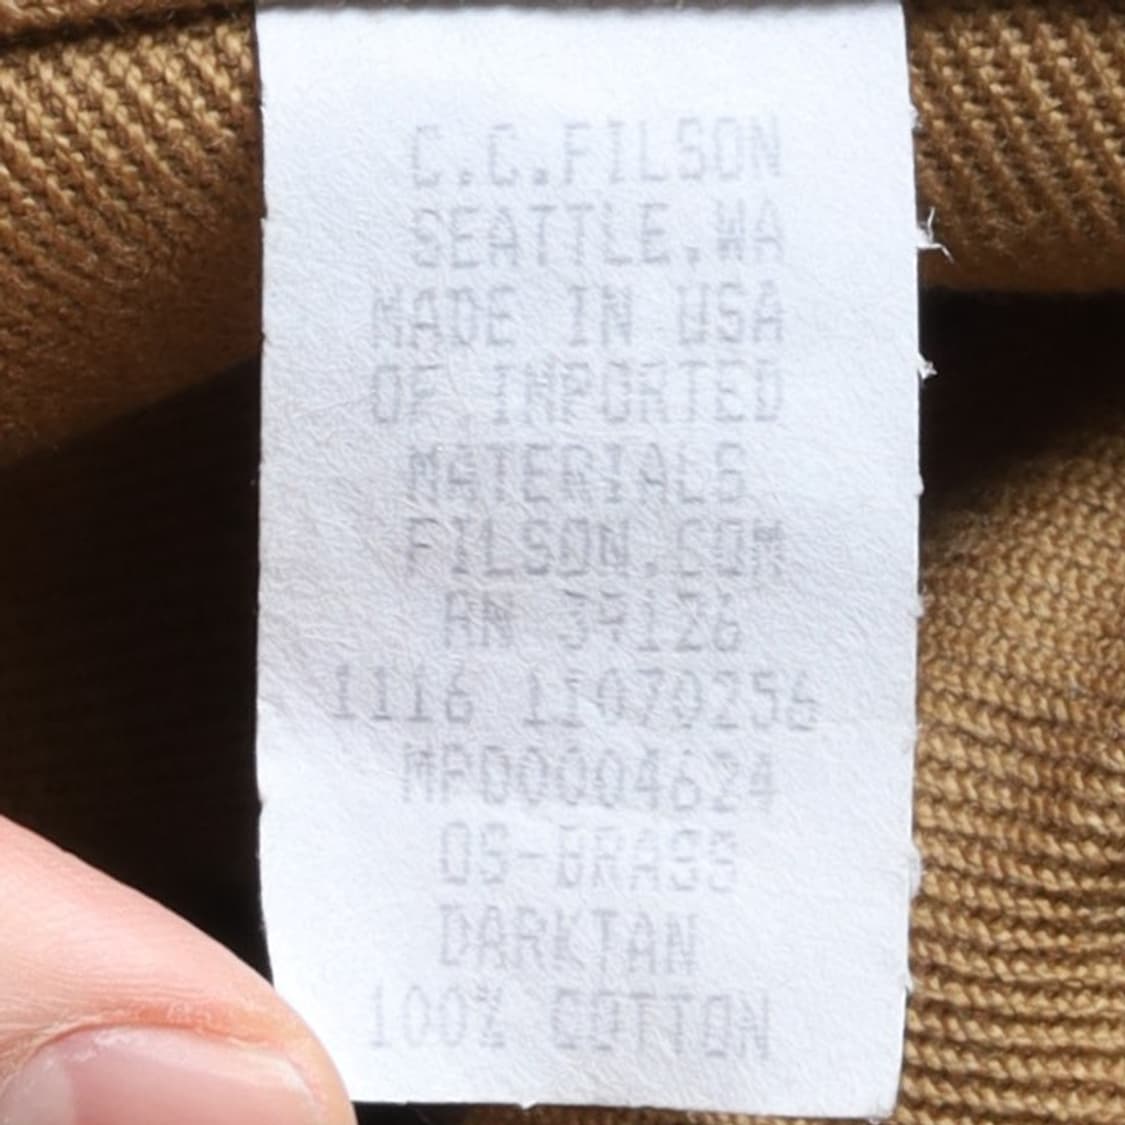 C.C.FILSON
SEATTLE,WA
MADE IN USA
OF IMPORTED
MATERIALS
FILSON.COM
RN 39126
1116 11070256
MP00004624
OS-BRASS
DARKTAN
100% COTTON